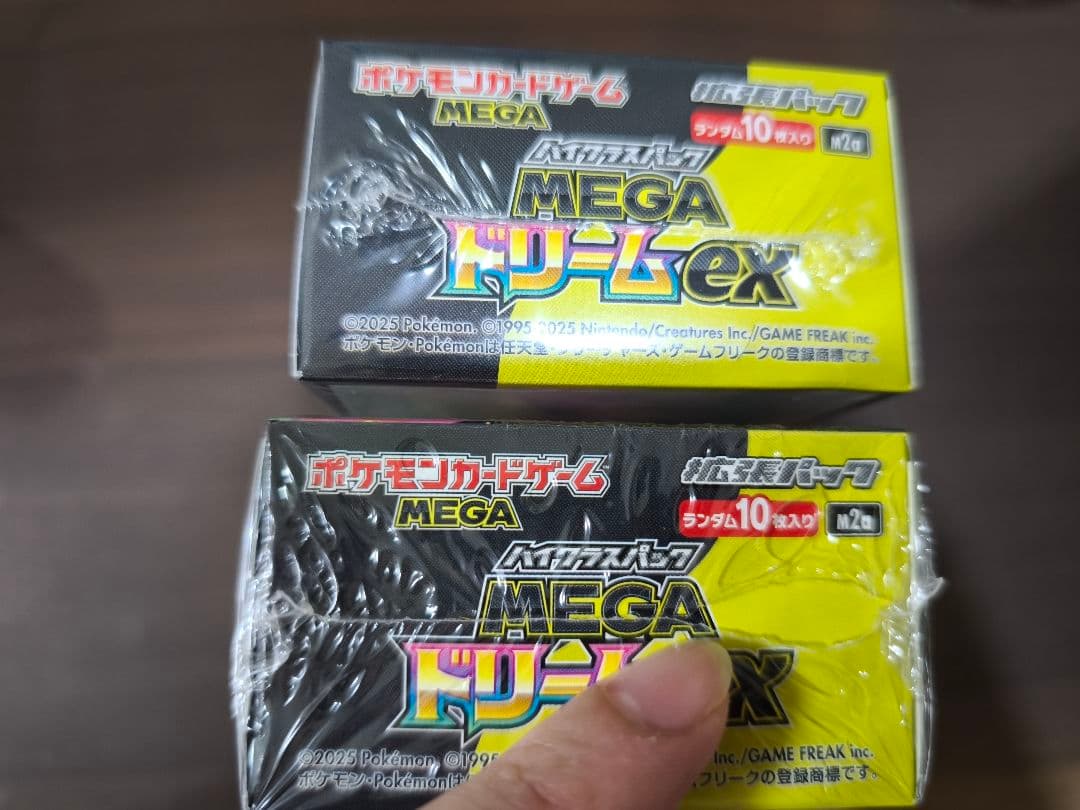 ポケモンカードゲーム
MEGA
拡張パック
ランダム10枚入り M2a
ハイクラスパック
MEGA
ドリームex
©2025 Pokémon. ©1995-2025 Nintendo/Creatures Inc./GAME FREAK inc.
ポケモン・Pokémonは任天堂・クリーチャーズ・ゲームフリークの登録商標です。
ポケモンカードゲーム
MEGA
拡張パック
ランダム10枚入り M2a
ハイクラスパック
MEGA
ドリームex
©2025 Pokémon. ©1995 Inc./GAME FREAK inc.
ポケモン・Pokémonは フリークの登録商標です。